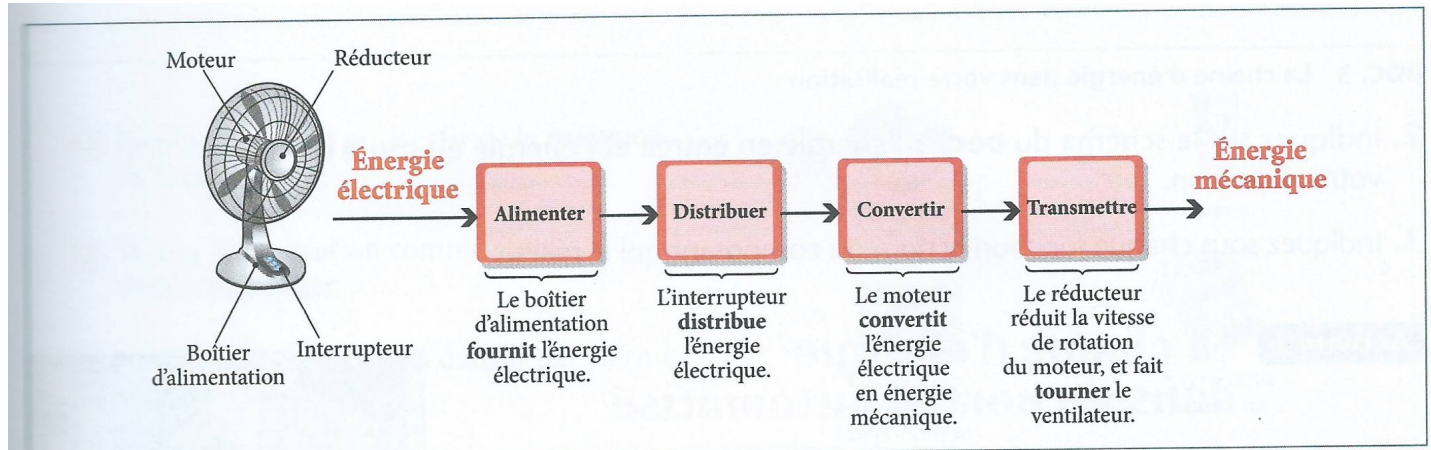 Moteur
Réducteur
Énergie
électrique
Énergie
mécanique
Alimenter
Distribuer
Convertir
Transmettre
Le boîtier
d'alimentation
fournit l'énergie
électrique.
L'interrupteur
distribue
l'énergie
électrique.
Le moteur
convertit
l'énergie
électrique
en énergie
mécanique.
Le réducteur
réduit la vitesse
de rotation
du moteur, et fait
tourner le
ventilateur.
Boîtier
d'alimentation
Interrupteur